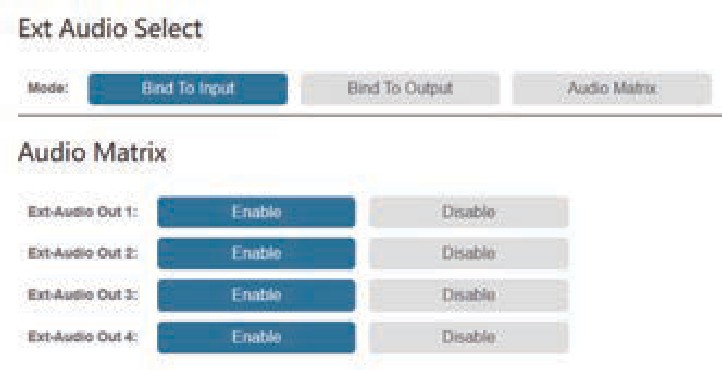 Ext Audio Select
Mode: Bind To Input Bind To Output Audio Matrix
Audio Matrix
Ext-Audio Out 1: Enable Disable
Ext-Audio Out 2: Enable Disable
Ext-Audio Out 3: Enable Disable
Ext-Audio Out 4: Enable Disable